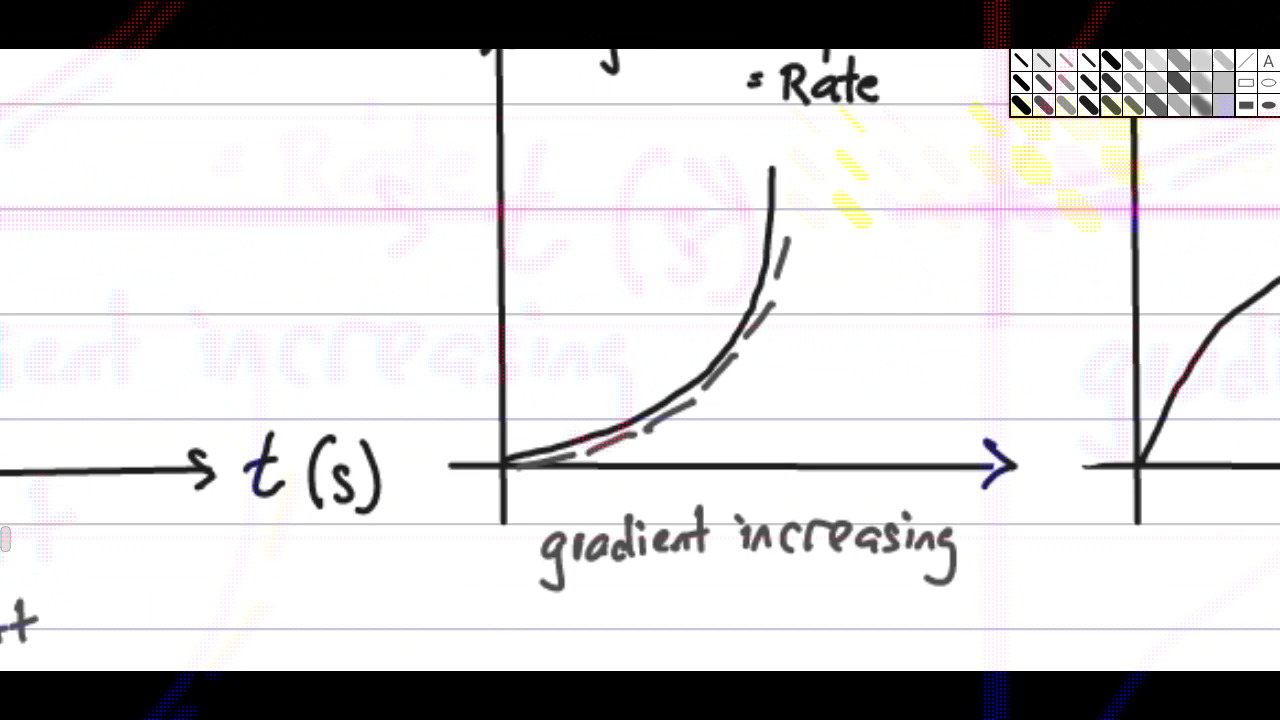 = Rate
t (s)
gradient increasing
A